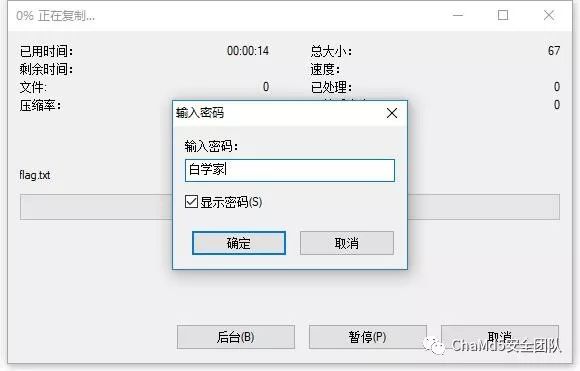 0% 正在复制...
已用时间: 00:00:14 总大小: 67
剩余时间: 速度:
文件: 0 已处理: 0
压缩率: 0
输入密码
输入密码:
白学家
flag.txt
显示密码(S)
确定 取消
后台(B) 暂停(P) 取消
ChaMd5安全团队